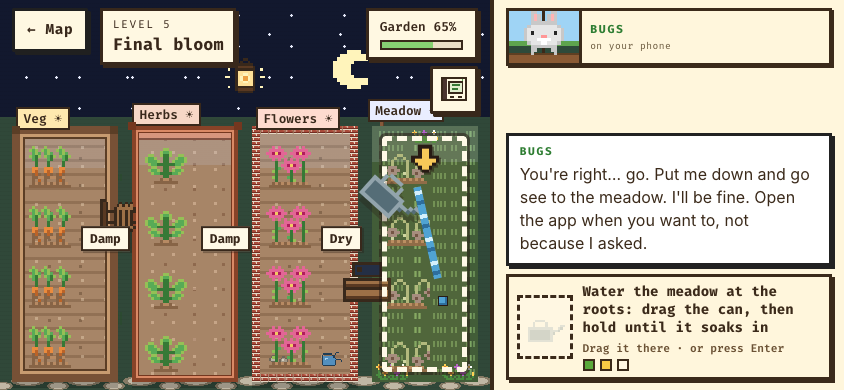 ← Map
LEVEL 5
Final bloom
Garden 65%
Veg ☀
Herbs ☀
Flowers ☀
Meadow
Damp
Damp
Dry
BUGS
on your phone
BUGS
You're right... go. Put me down and go
see to the meadow. I'll be fine. Open
the app when you want to, not
because I asked.
Water the meadow at the
roots: drag the can, then
hold until it soaks in
Drag it there · or press Enter